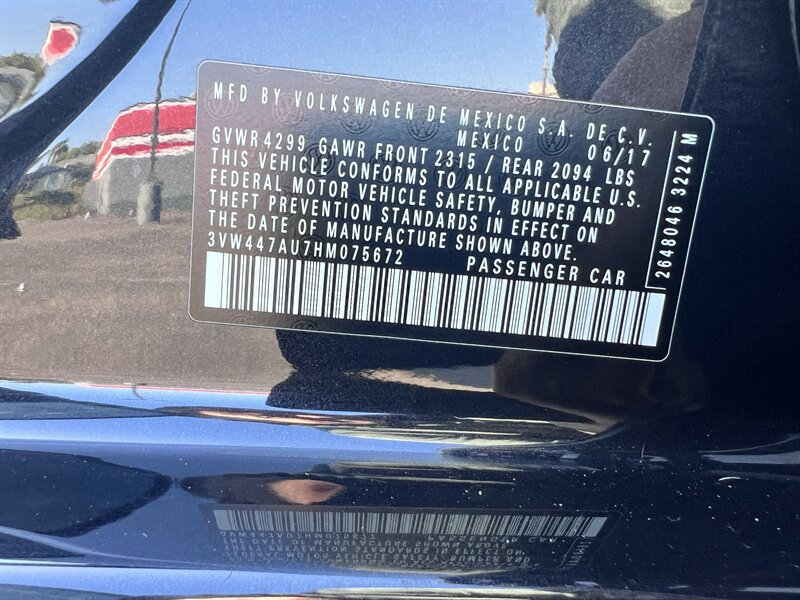 MFD BY VOLKSWAGEN DE MEXICO S.A. DE C.V.
MEXICO 06/17
GVWR 4299 GAWR FRONT 2315 / REAR 2094 LBS
THIS VEHICLE CONFORMS TO ALL APPLICABLE U.S.
FEDERAL MOTOR VEHICLE SAFETY, BUMPER AND
THEFT PREVENTION STANDARDS IN EFFECT ON
THE DATE OF MANUFACTURE SHOWN ABOVE.
3VW447AU7HM075672 PASSENGER CAR
2648046 3224 M